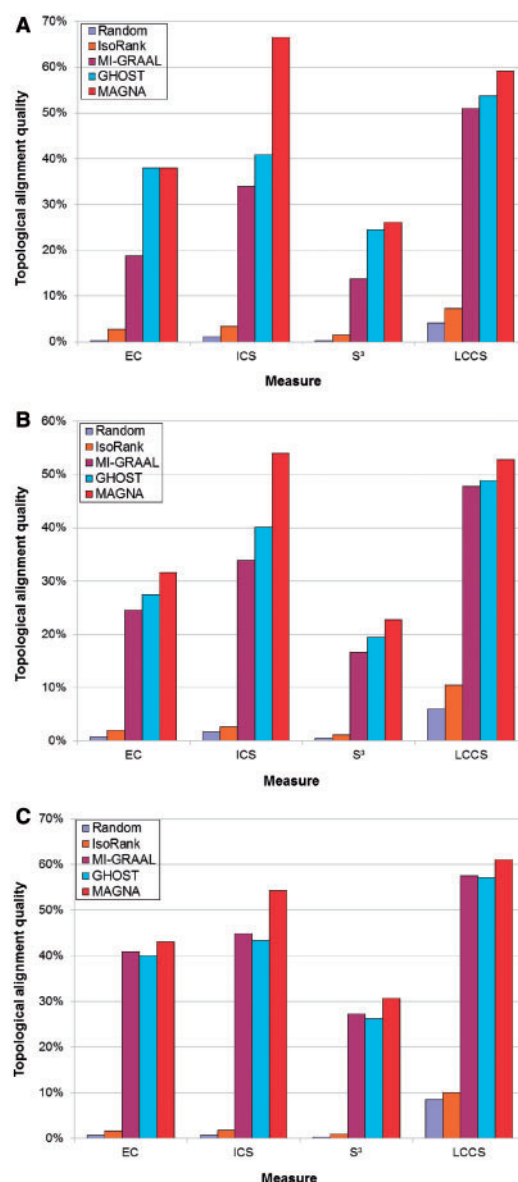 A
70%
60%
50%
40%
30%
20%
10%
0%
Topological alignment quality
Random
IsoRank
MI-GRAAL
GHOST
MAGNA
EC ICS S³ LCCS
Measure
B
60%
50%
40%
30%
20%
10%
0%
Topological alignment quality
Random
IsoRank
MI-GRAAL
GHOST
MAGNA
EC ICS S³ LCCS
Measure
C
70%
60%
50%
40%
30%
20%
10%
0%
Topological alignment quality
Random
IsoRank
MI-GRAAL
GHOST
MAGNA
EC ICS S³ LCCS
Measure